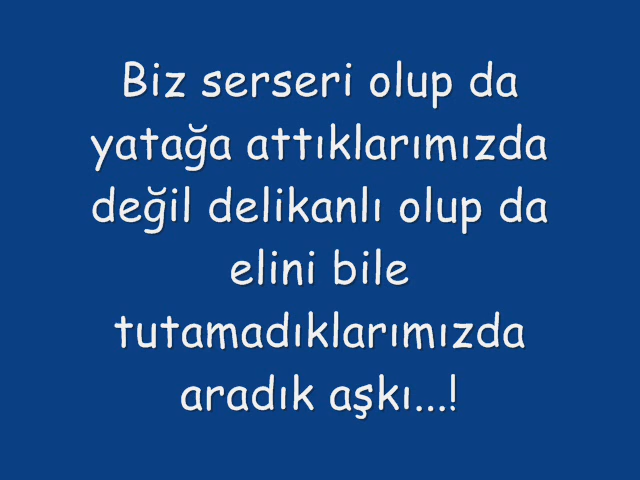 Biz serseri olup da
yatağa attıklarımızda
değil delikanlı olup da
elini bile
tutamadıklarımızda
aradık aşkı...!